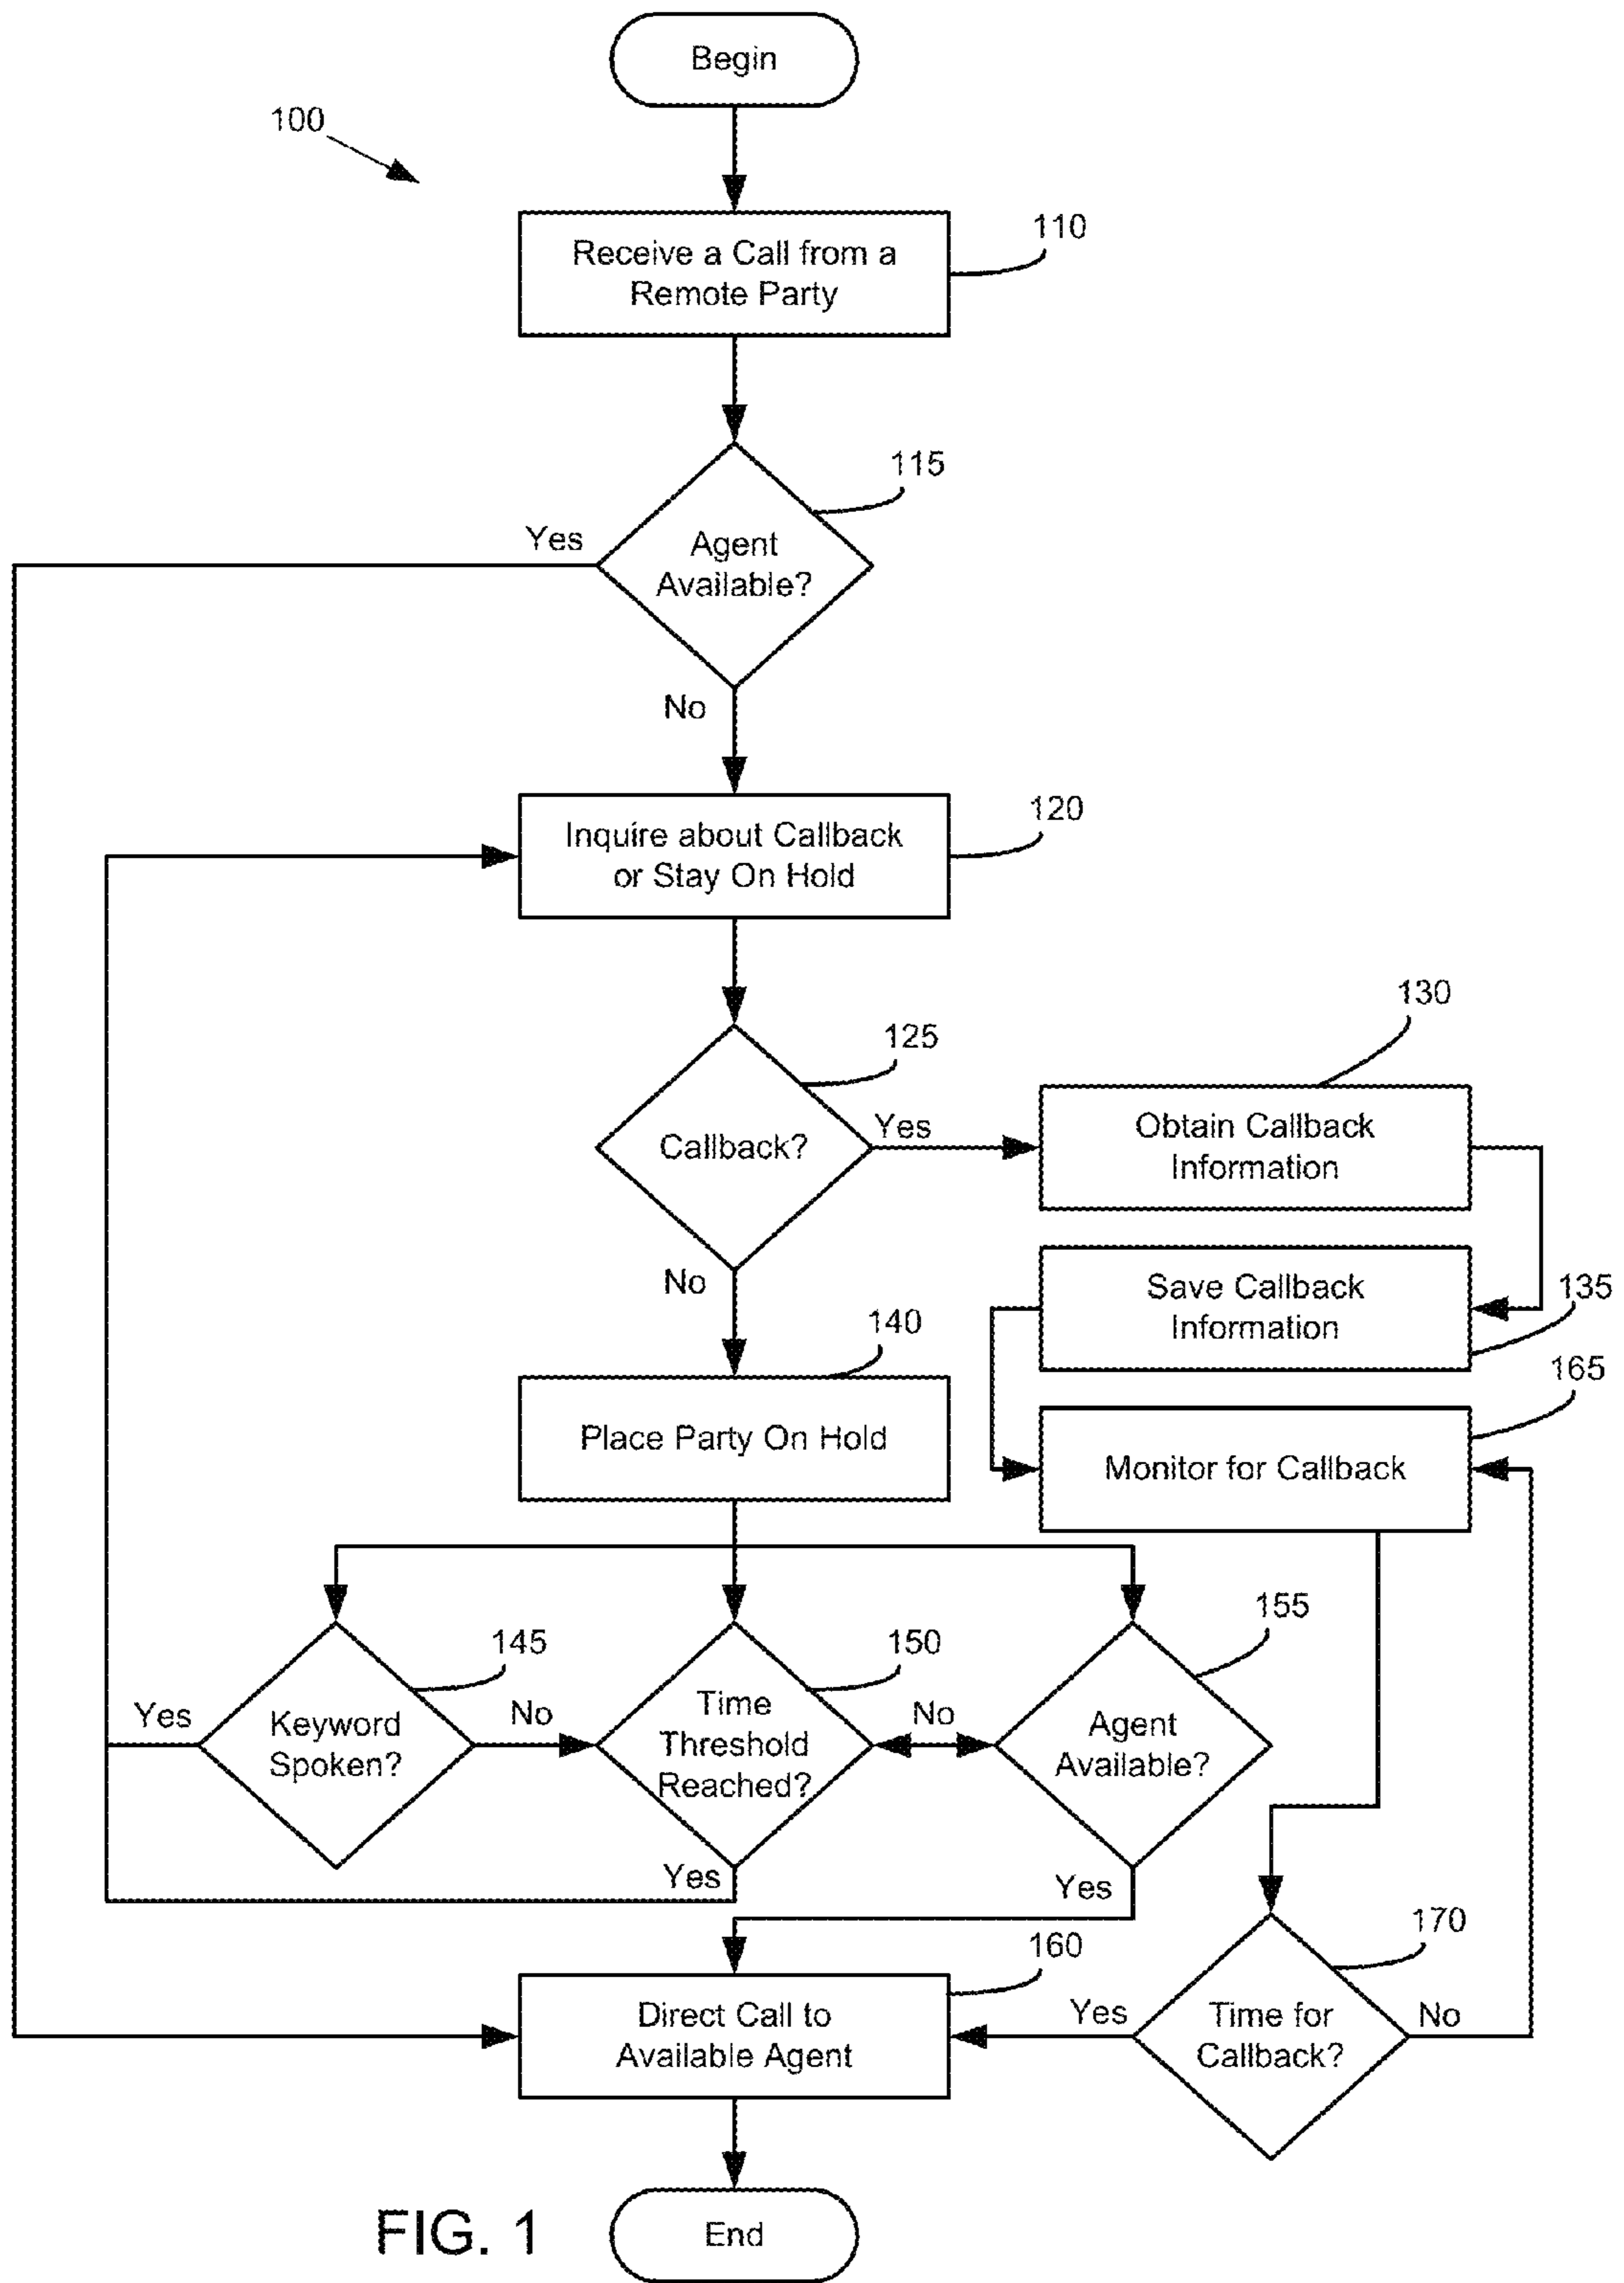 Begin
100
110
Receive a Call from a
Remote Party
115
Yes
Agent
Available?
No
120
Inquire about Callback
or Stay On Hold
130
125
Callback?
Yes
Obtain Callback
Information
No
Save Callback
Information
135
140
165
Place Party On Hold
Monitor for Callback
155
145
150
Yes
Keyword
Spoken?
No
Time
Threshold
Reached?
No
Agent
Available?
Yes
Yes
170
160
Direct Call to
Available Agent
Yes
Time for
Callback?
No
FIG. 1
End